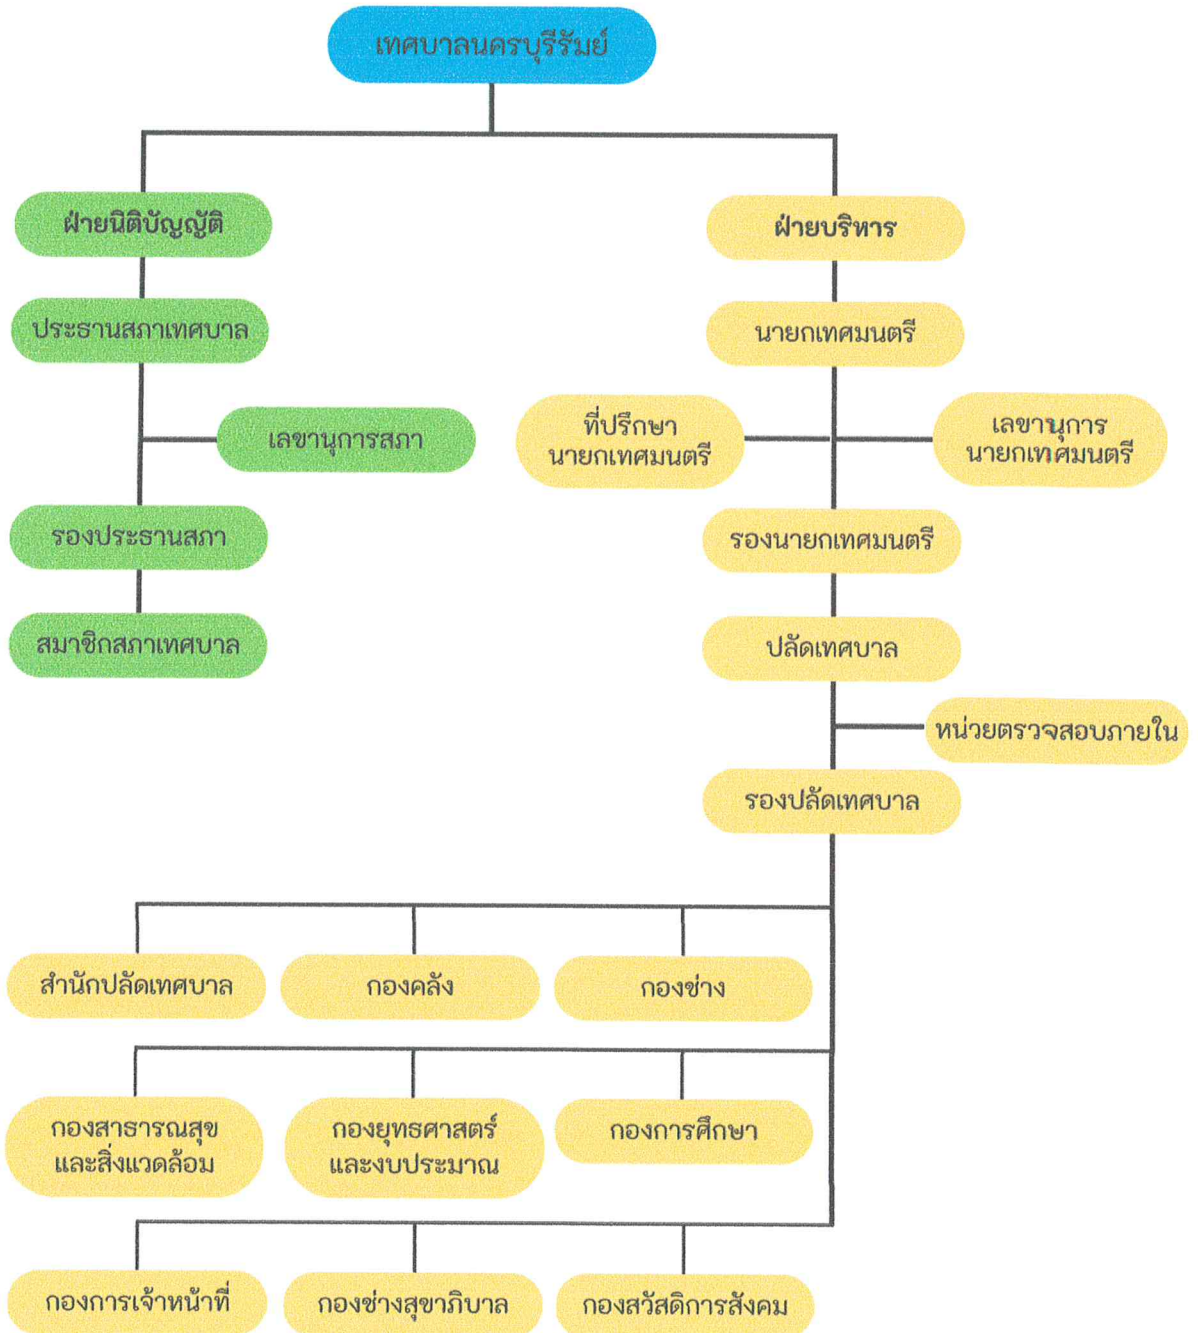 เทศบาลนครบุรีรัมย์
ฝ่ายนิติบัญญัติ
ฝ่ายบริหาร
ประธานสภาเทศบาล
นายกเทศมนตรี
เลขานุการสภา
ที่ปรึกษา
นายกเทศมนตรี
เลขานุการ
นายกเทศมนตรี
รองประธานสภา
รองนายกเทศมนตรี
สมาชิกสภาเทศบาล
ปลัดเทศบาล
หน่วยตรวจสอบภายใน
รองปลัดเทศบาล
สำนักปลัดเทศบาล
กองคลัง
กองช่าง
กองสาธารณสุข
และสิ่งแวดล้อม
กองยุทธศาสตร์
และงบประมาณ
กองการศึกษา
กองการเจ้าหน้าที่
กองช่างสุขาภิบาล
กองสวัสดิการสังคม